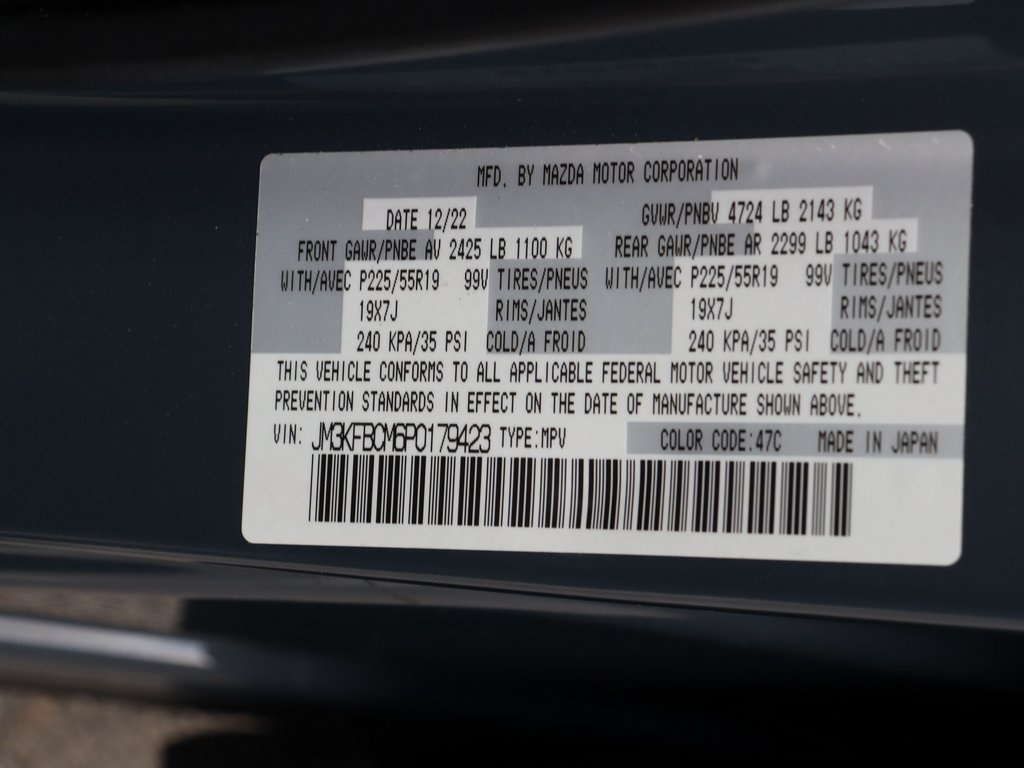 MFD. BY MAZDA MOTOR CORPORATION
DATE 12/22 GVWR/PNBV 4724 LB 2143 KG
FRONT GAWR/PNBE AV 2425 LB 1100 KG REAR GAWR/PNBE AR 2299 LB 1043 KG
WITH/AVEC P225/55R19 99V TIRES/PNEUS WITH/AVEC P225/55R19 99V TIRES/PNEUS
19X7J RIMS/JANTES 19X7J RIMS/JANTES
240 KPA/35 PSI COLD/A FROID 240 KPA/35 PSI COLD/A FROID
THIS VEHICLE CONFORMS TO ALL APPLICABLE FEDERAL MOTOR VEHICLE SAFETY AND THEFT
PREVENTION STANDARDS IN EFFECT ON THE DATE OF MANUFACTURE SHOWN ABOVE.
VIN: JM3KFBCM6P0179423 TYPE:MPV COLOR CODE:47C MADE IN JAPAN